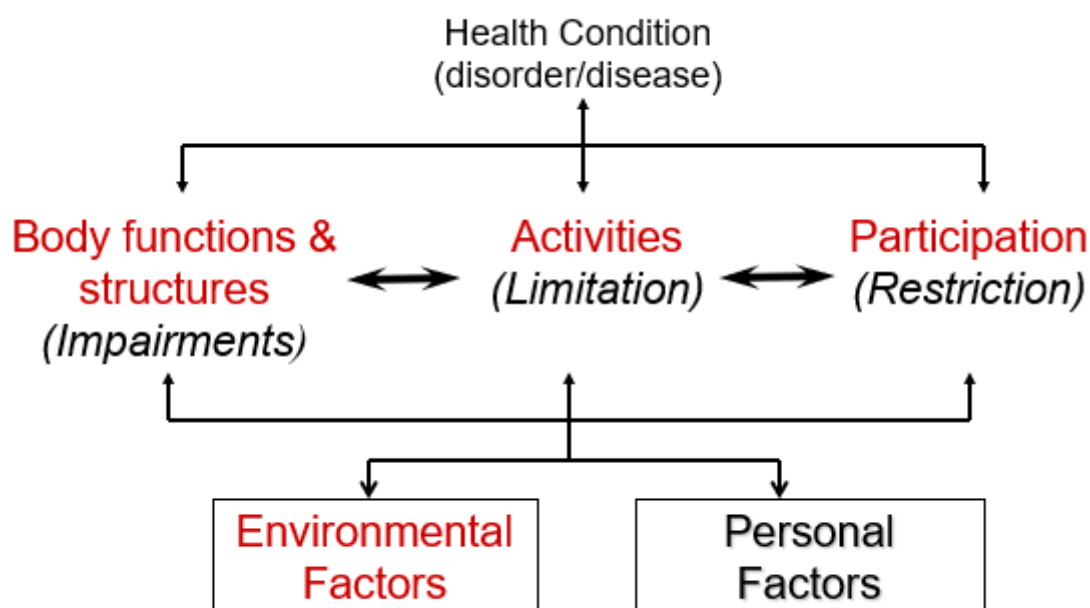 Health Condition
(disorder/disease)
Body functions &
structures
(Impairments)
Activities
(Limitation)
Participation
(Restriction)
Environmental
Factors
Personal
Factors